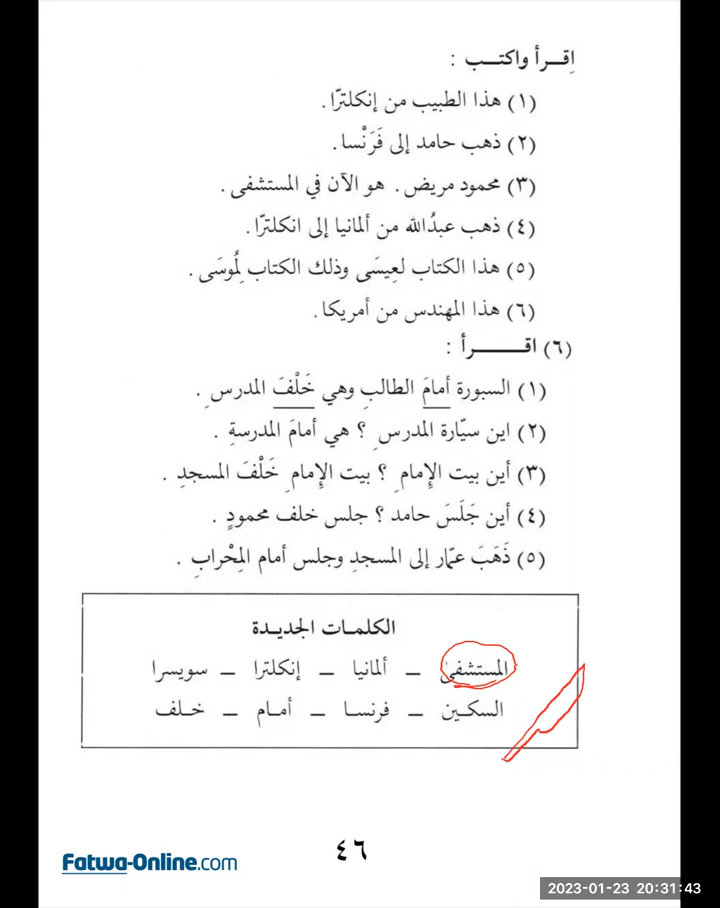 اِقــرأ واكتــب :
(١) هذا الطبيب من إنكلترّا.
(٢) ذهب حامد إلى فَرَنْسا.
(٣) محمود مريض. هو الآن في المستشفى.
(٤) ذهب عبدُالله من ألمانيا إلى انكلترّا.
(٥) هذا الكتاب لعِيسَى وذلك الكتاب لِمُوسَى.
(٦) هذا المهندس من أمريكا.
(٦) اقــــــرأ :
(١) السبورة أمامَ الطالبِ وهي خَلْفَ المدرسِ.
(٢) اين سيّارة المدرسِ ؟ هي أمامَ المدرسةِ.
(٣) أين بيت الإمامِ ؟ بيت الإمامِ خَلْفَ المسجدِ.
(٤) أين جَلَسَ حامد ؟ جلس خلف محمودٍ.
(٥) ذَهَبَ عمّار إلى المسجدِ وجلس أمام المِحْرابِ.
الكلمـات الجديـدة
المستشفى ـ ألمانيا ـ إنكلترا ـ سويسرا
السكـين ـ فرنسـا ـ أمـام ـ خـلـف
٤٦
Fatwa-Online.com
2023-01-23 20:31:43